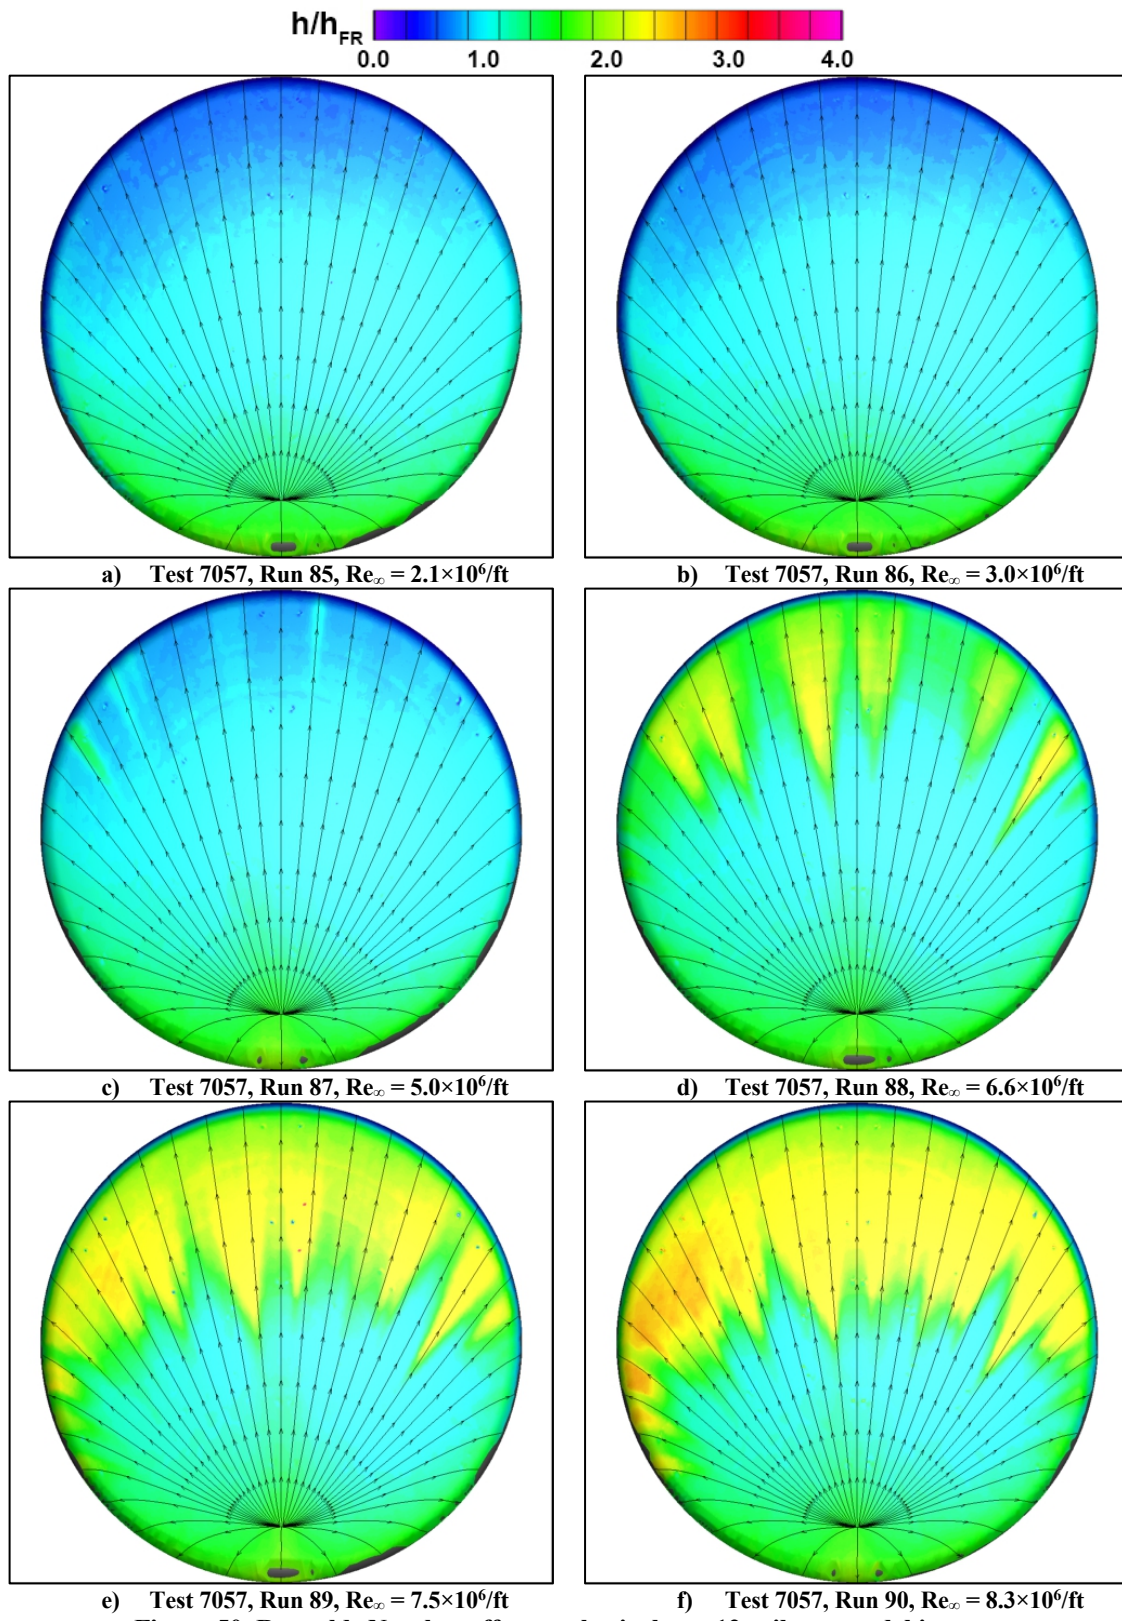 h/hFR
0.0 1.0 2.0 3.0 4.0
a) Test 7057, Run 85, Re∞ = 2.1×10⁶/ft
b) Test 7057, Run 86, Re∞ = 3.0×10⁶/ft
c) Test 7057, Run 87, Re∞ = 5.0×10⁶/ft
d) Test 7057, Run 88, Re∞ = 6.6×10⁶/ft
e) Test 7057, Run 89, Re∞ = 7.5×10⁶/ft
f) Test 7057, Run 90, Re∞ = 8.3×10⁶/ft